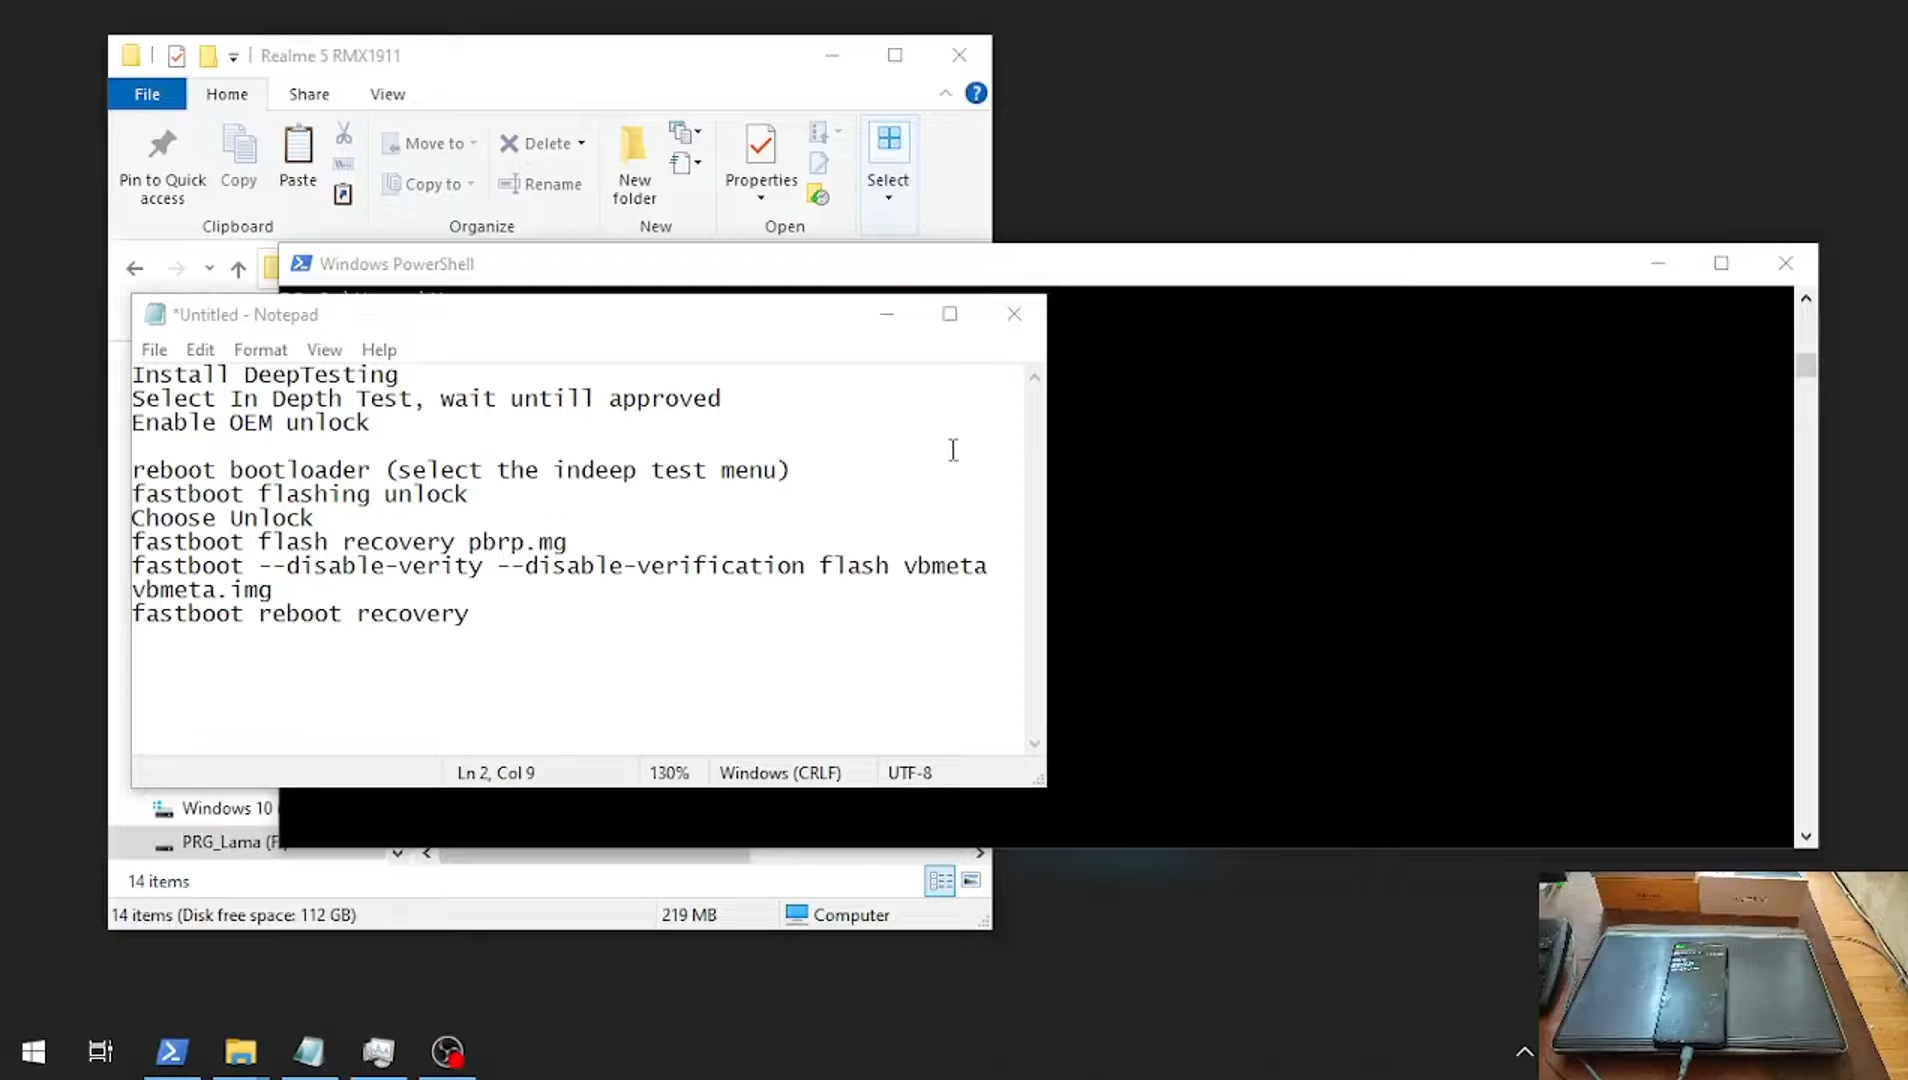 Realme 5 RMX1911
File
Home
Share
View
Pin to Quick access
Copy
Paste
Move to
Copy to
Delete
Rename
New folder
Properties
Select
Clipboard
Organize
New
Open
Windows PowerShell
*Untitled - Notepad
File
Edit
Format
View
Help
Install DeepTesting
Select In Depth Test, wait untill approved
Enable OEM unlock
reboot bootloader (select the indeep test menu)
fastboot flashing unlock
Choose Unlock
fastboot flash recovery pbrp.mg
fastboot --disable-verity --disable-verification flash vbmeta
vbmeta.img
fastboot reboot recovery
Ln 2, Col 9
130%
Windows (CRLF)
UTF-8
Windows 10
PRG_Lama (F
14 items
14 items (Disk free space: 112 GB)
219 MB
Computer